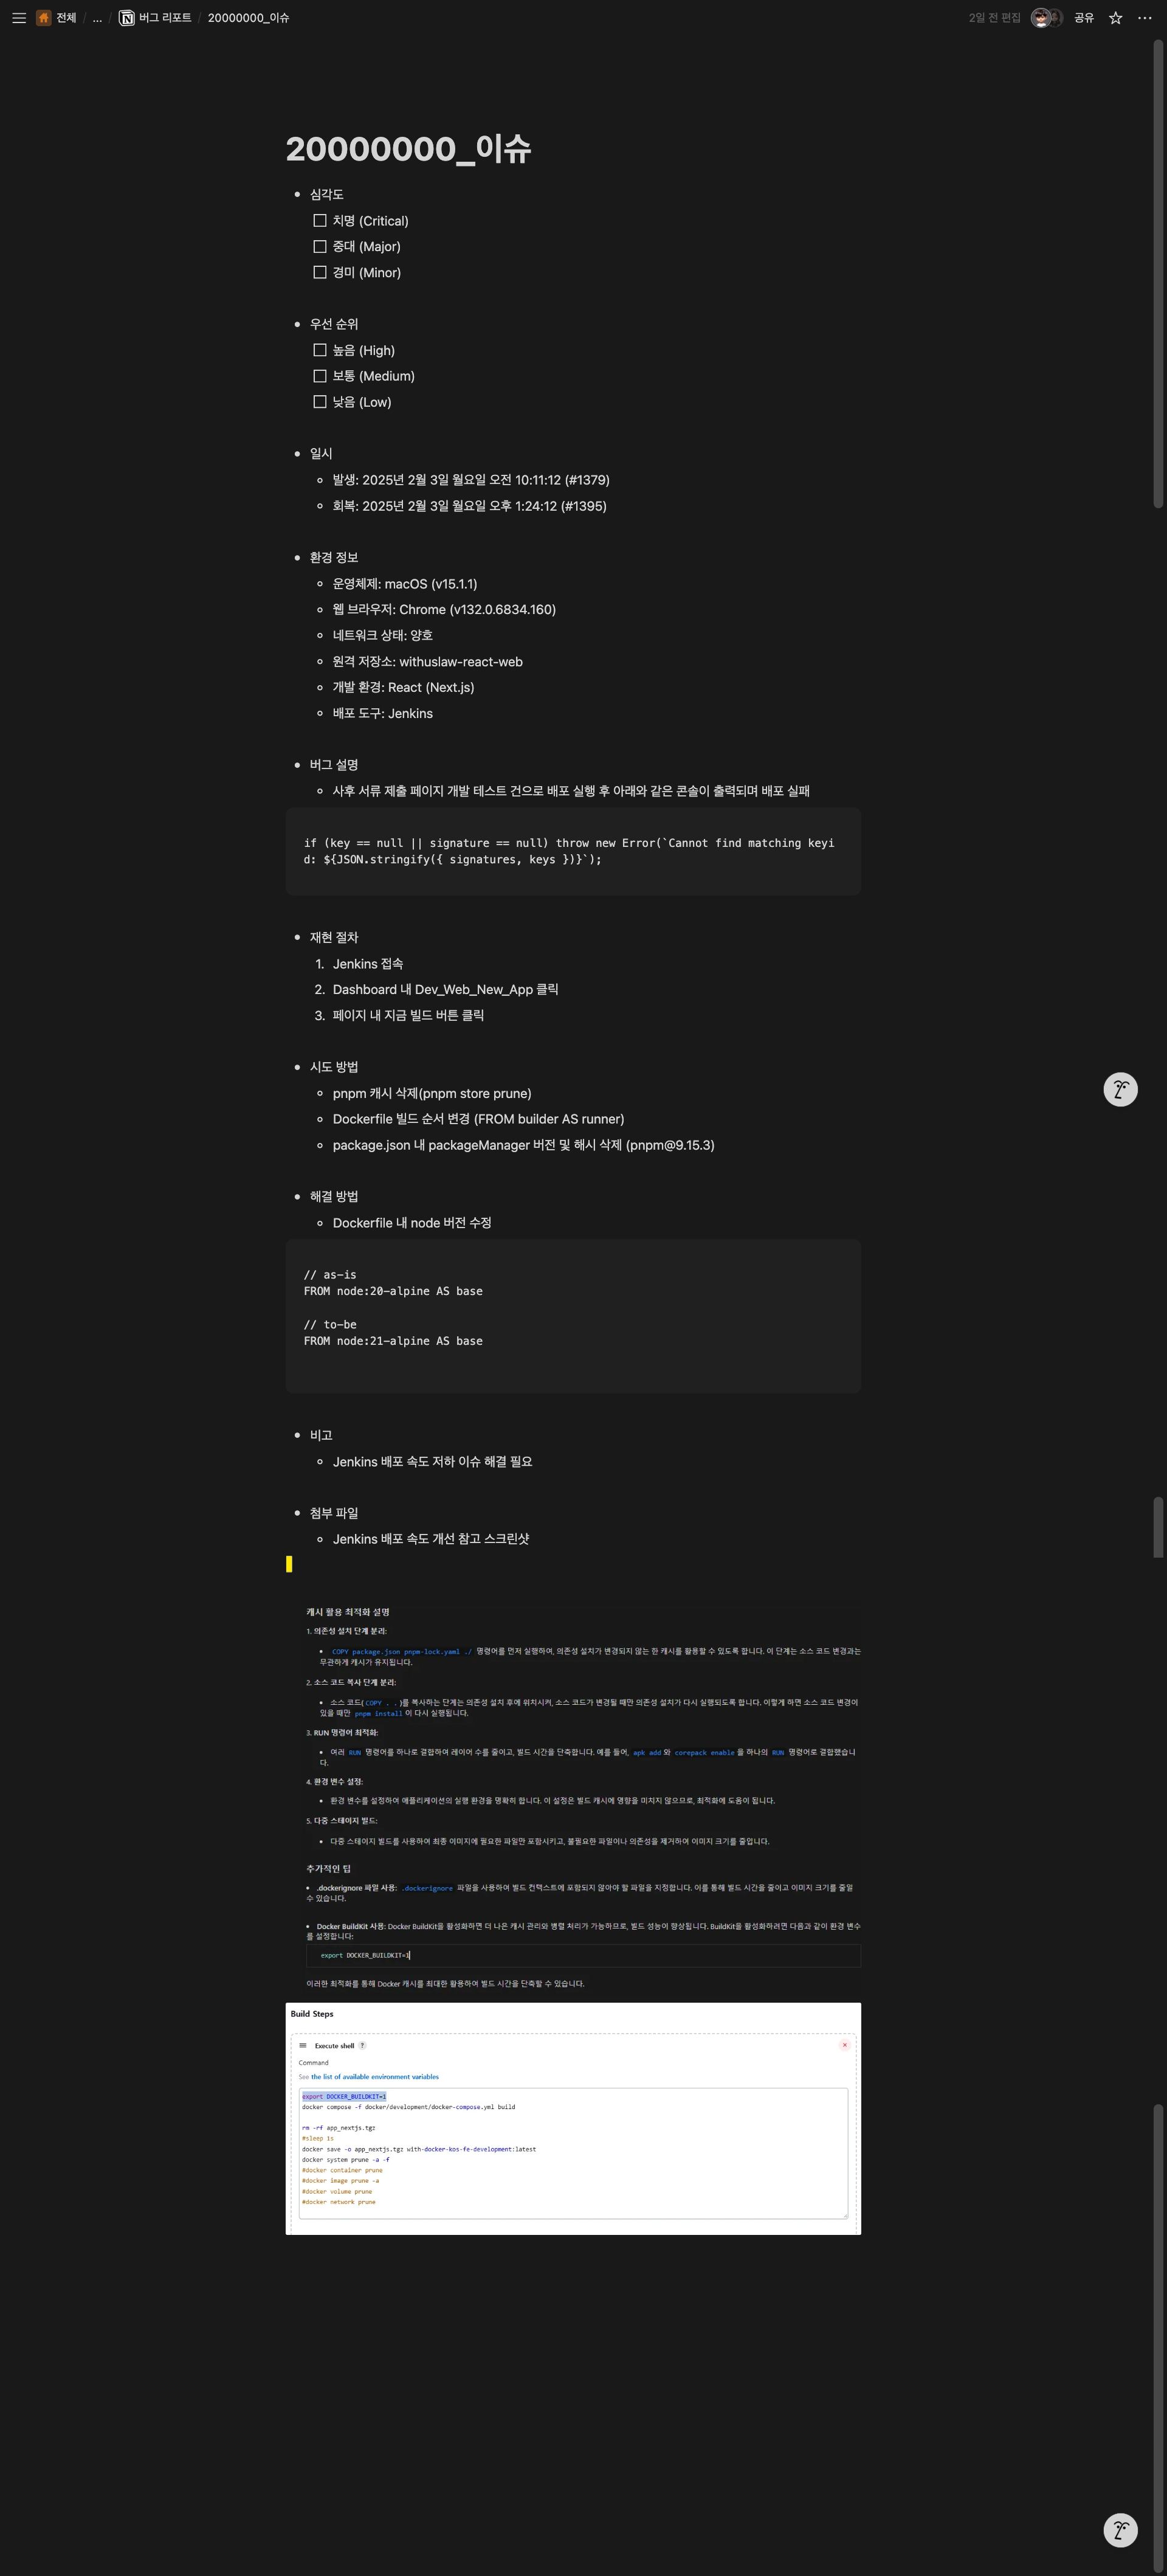 전체 / ... / 버그 리포트 / 20000000_이슈
2일 전 편집 공유
20000000_이슈
심각도
치명 (Critical)
중대 (Major)
경미 (Minor)
우선 순위
높음 (High)
보통 (Medium)
낮음 (Low)
일시
발생: 2025년 2월 3일 월요일 오전 10:11:12 (#1379)
회복: 2025년 2월 3일 월요일 오후 1:24:12 (#1395)
환경 정보
운영체제: macOS (v15.1.1)
웹 브라우저: Chrome (v132.0.6834.160)
네트워크 상태: 양호
원격 저장소: withuslaw-react-web
개발 환경: React (Next.js)
배포 도구: Jenkins
버그 설명
사후 서류 제출 페이지 개발 테스트 건으로 배포 실행 후 아래와 같은 콘솔이 출력되며 배포 실패
if (key == null || signature == null) throw new Error(`Cannot find matching keyi
d: ${JSON.stringify({ signatures, keys })}`);
재현 절차
1. Jenkins 접속
2. Dashboard 내 Dev_Web_New_App 클릭
3. 페이지 내 지금 빌드 버튼 클릭
시도 방법
pnpm 캐시 삭제(pnpm store prune)
Dockerfile 빌드 순서 변경 (FROM builder AS runner)
package.json 내 packageManager 버전 및 해시 삭제 (pnpm@9.15.3)
해결 방법
Dockerfile 내 node 버전 수정
// as-is
FROM node:20-alpine AS base
// to-be
FROM node:21-alpine AS base
비고
Jenkins 배포 속도 저하 이슈 해결 필요
첨부 파일
Jenkins 배포 속도 개선 참고 스크린샷
캐시 활용 최적화 설명
1. 의존성 설치 단계 분리:
COPY package.json pnpm-lock.yaml ./ 명령어를 먼저 실행하여, 의존성 설치가 변경되지 않는 한 캐시를 활용할 수 있도록 합니다. 이 단계는 소스 코드 변경과는
무관하게 캐시가 유지됩니다.
2. 소스 코드 복사 단계 분리:
소스 코드( COPY . . )를 복사하는 단계는 의존성 설치 후에 위치시켜, 소스 코드가 변경될 때만 의존성 설치가 다시 실행되도록 합니다. 이렇게 하면 소스 코드 변경이
있을 때만 pnpm install 이 다시 실행됩니다.
3. RUN 명령어 최적화:
여러 RUN 명령어를 하나로 결합하여 레이어 수를 줄이고, 빌드 시간을 단축합니다. 예를 들어, apk add 와 corepack enable 을 하나의 RUN 명령어로 결합했습니
다.
4. 환경 변수 설정:
환경 변수를 설정하여 애플리케이션의 실행 환경을 명확히 합니다. 이 설정은 빌드 캐시에 영향을 미치지 않으므로, 최적화에 도움이 됩니다.
5. 다중 스테이지 빌드:
다중 스테이지 빌드를 사용하여 최종 이미지에 필요한 파일만 포함시키고, 불필요한 파일이나 의존성을 제거하여 이미지 크기를 줄입니다.
추가적인 팁
.dockerignore 파일 사용: .dockerignore 파일을 사용하여 빌드 컨텍스트에 포함되지 않아야 할 파일을 지정합니다. 이를 통해 빌드 시간을 줄이고 이미지 크기를 줄일
수 있습니다.
Docker BuildKit 사용: Docker BuildKit을 활성화하면 더 나은 캐시 관리와 병렬 처리가 가능하므로, 빌드 성능이 향상됩니다. BuildKit을 활성화하려면 다음과 같이 환경 변수
를 설정합니다:
export DOCKER_BUILDKIT=1
이러한 최적화를 통해 Docker 캐시를 최대한 활용하여 빌드 시간을 단축할 수 있습니다.
Build Steps
Execute shell ?
Command
See the list of available environment variables
export DOCKER_BUILDKIT=1
docker compose -f docker/development/docker-compose.yml build
rm -rf app_nextjs.tgz
#sleep 1s
docker save -o app_nextjs.tgz with-docker-kos-fe-development:latest
docker system prune -a -f
#docker container prune
#docker image prune -a
#docker volume prune
#docker network prune